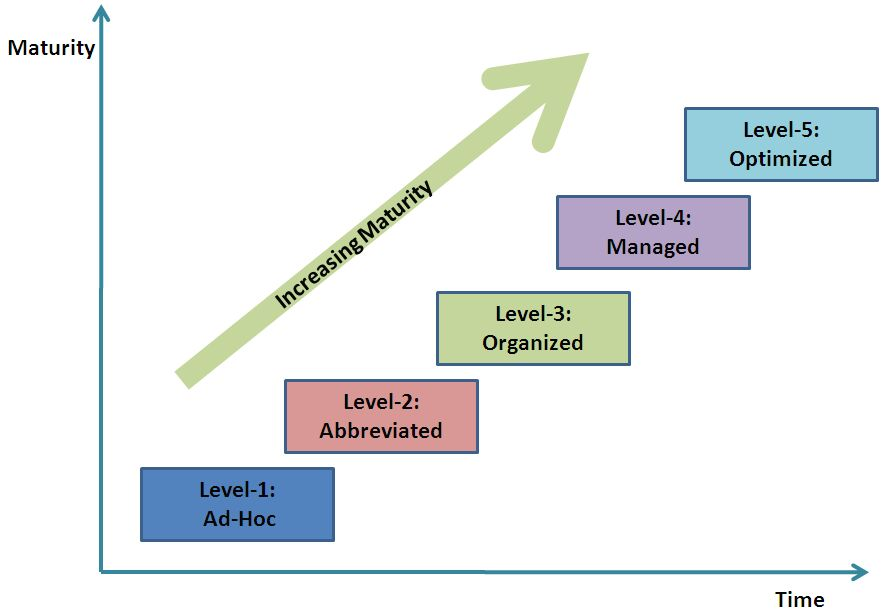 Maturity
Level-5:
Optimized
Increasing Maturity
Level-4:
Managed
Level-3:
Organized
Level-2:
Abbreviated
Level-1:
Ad-Hoc
Time